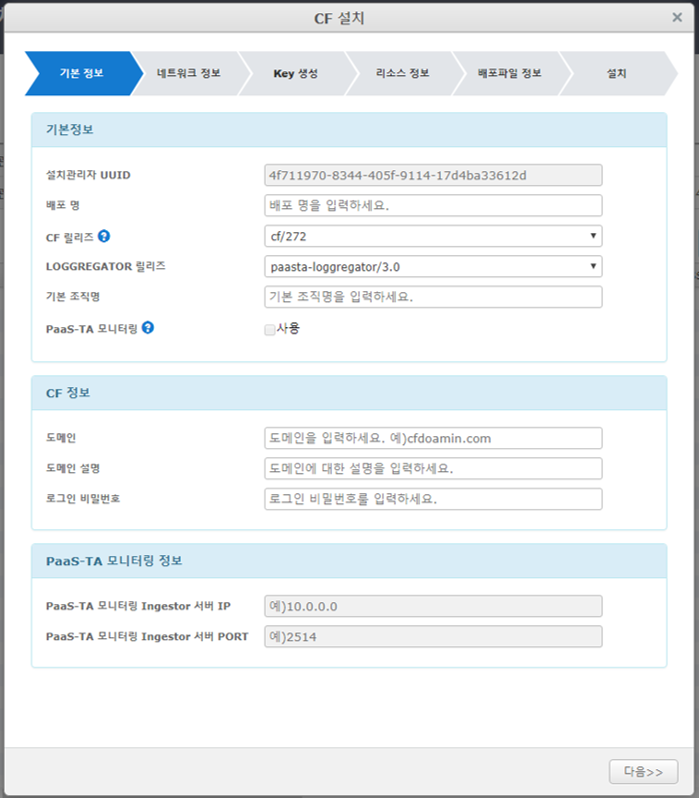 CF 설치
기본 정보
네트워크 정보
Key 생성
리소스 정보
배포파일 정보
설치
기본정보
설치관리자 UUID
4f711970-8344-405f-9114-17d4ba33612d
배포 명
배포 명을 입력하세요.
CF 릴리즈
cf/272
LOGGREGATOR 릴리즈
paasta-loggregator/3.0
기본 조직명
기본 조직명을 입력하세요.
PaaS-TA 모니터링
사용
CF 정보
도메인
도메인을 입력하세요. 예)cfdoamin.com
도메인 설명
도메인에 대한 설명을 입력하세요.
로그인 비밀번호
로그인 비밀번호를 입력하세요.
PaaS-TA 모니터링 정보
PaaS-TA 모니터링 Ingestor 서버 IP
예)10.0.0.0
PaaS-TA 모니터링 Ingestor 서버 PORT
예)2514
다음>>